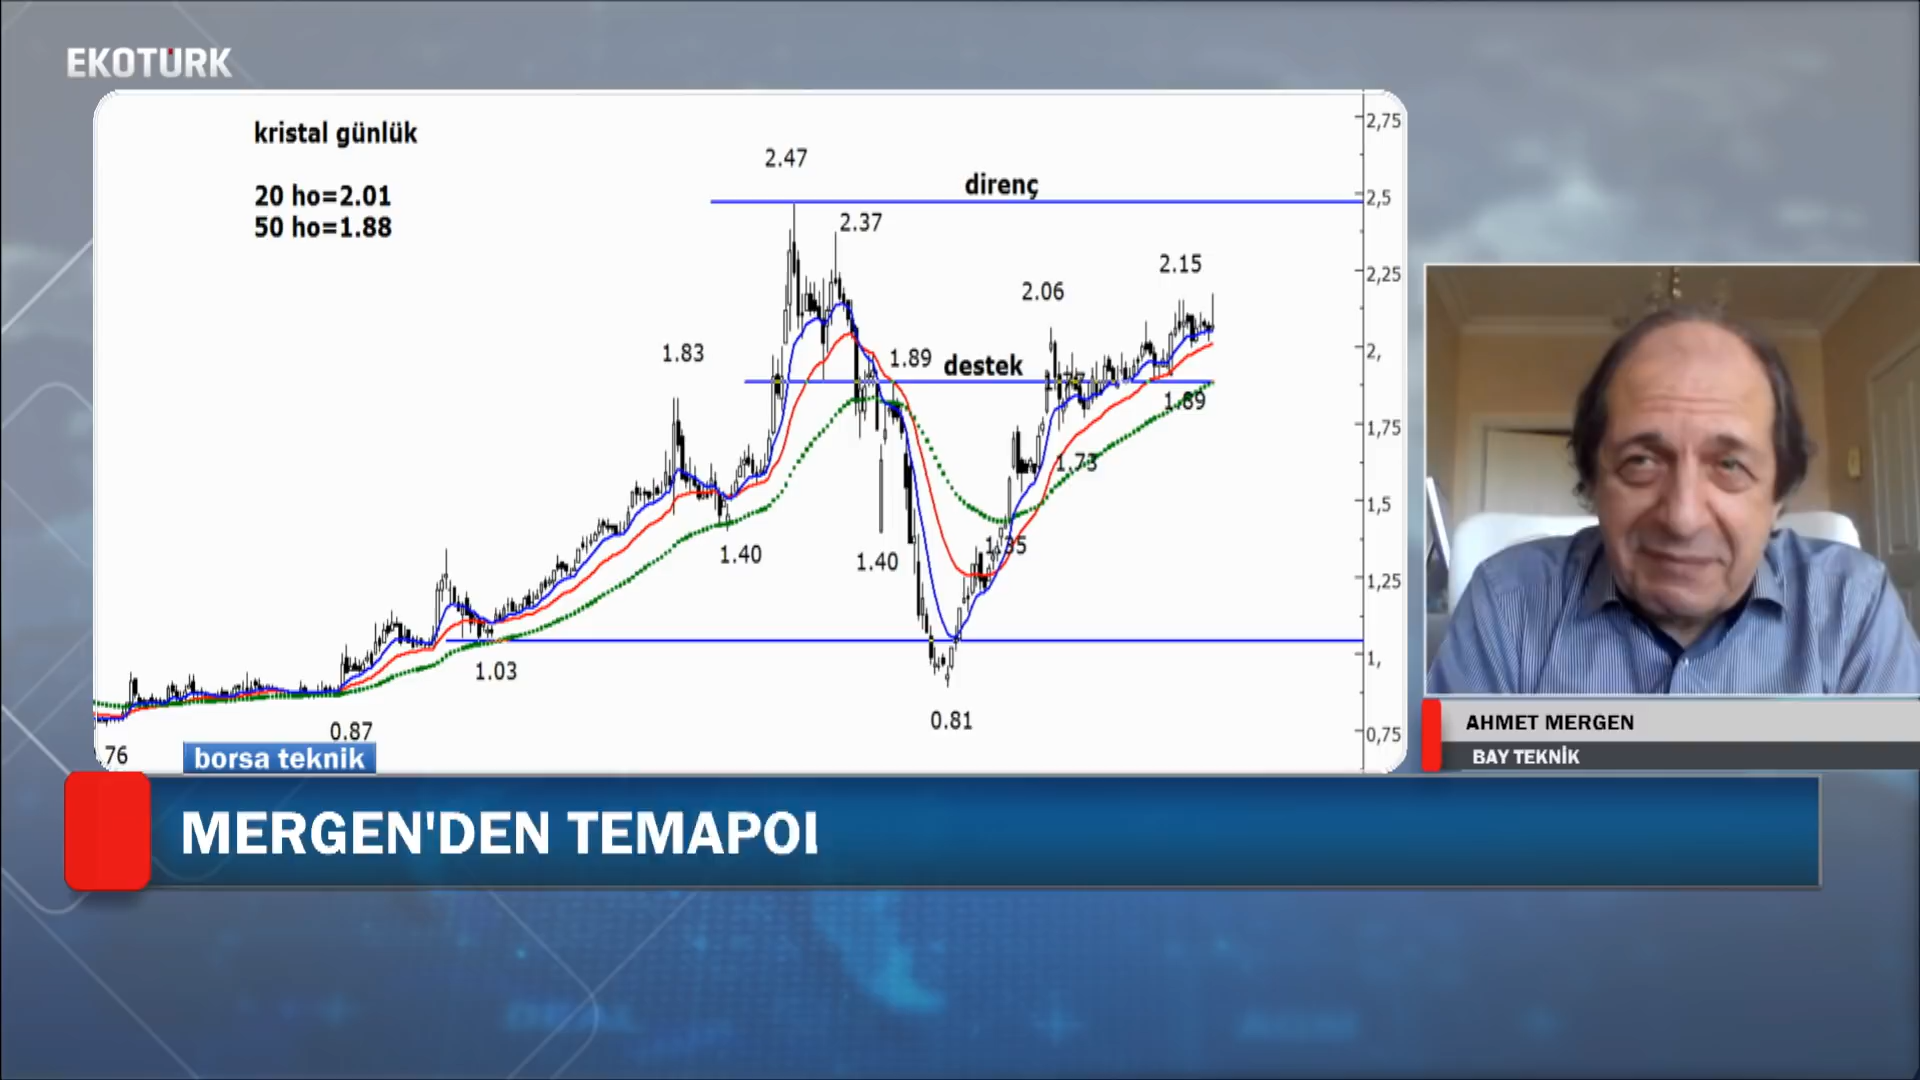 EKOTÜRK
kristal günlük
20 ho=2.01
50 ho=1.88
2.47
direnç
2.37
2.15
2.06
1.83
1.89
destek
1.77
1.89
1.73
1.40
1.40
1.35
1.03
0.81
0.87
76
2,75
2,5
2,25
2,
1,75
1,5
1,25
1,
0,75
borsa teknik
MERGEN'DEN TEMAPOL
AHMET MERGEN
BAY TEKNİK